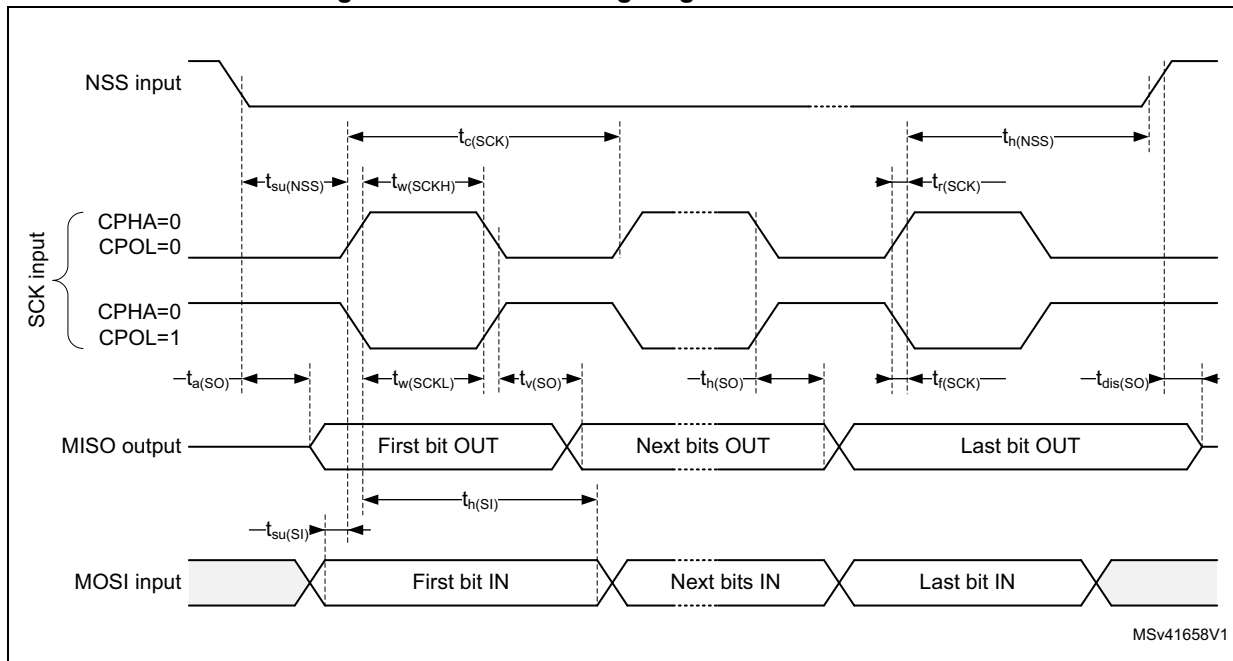 NSS input
tc(SCK)
th(NSS)
tsu(NSS)
tw(SCKH)
tr(SCK)
SCK input
CPHA=0
CPOL=0
CPHA=0
CPOL=1
ta(SO)
tw(SCKL)
tv(SO)
th(SO)
tf(SCK)
tdis(SO)
MISO output
First bit OUT
Next bits OUT
Last bit OUT
th(SI)
tsu(SI)
MOSI input
First bit IN
Next bits IN
Last bit IN
MSv41658V1